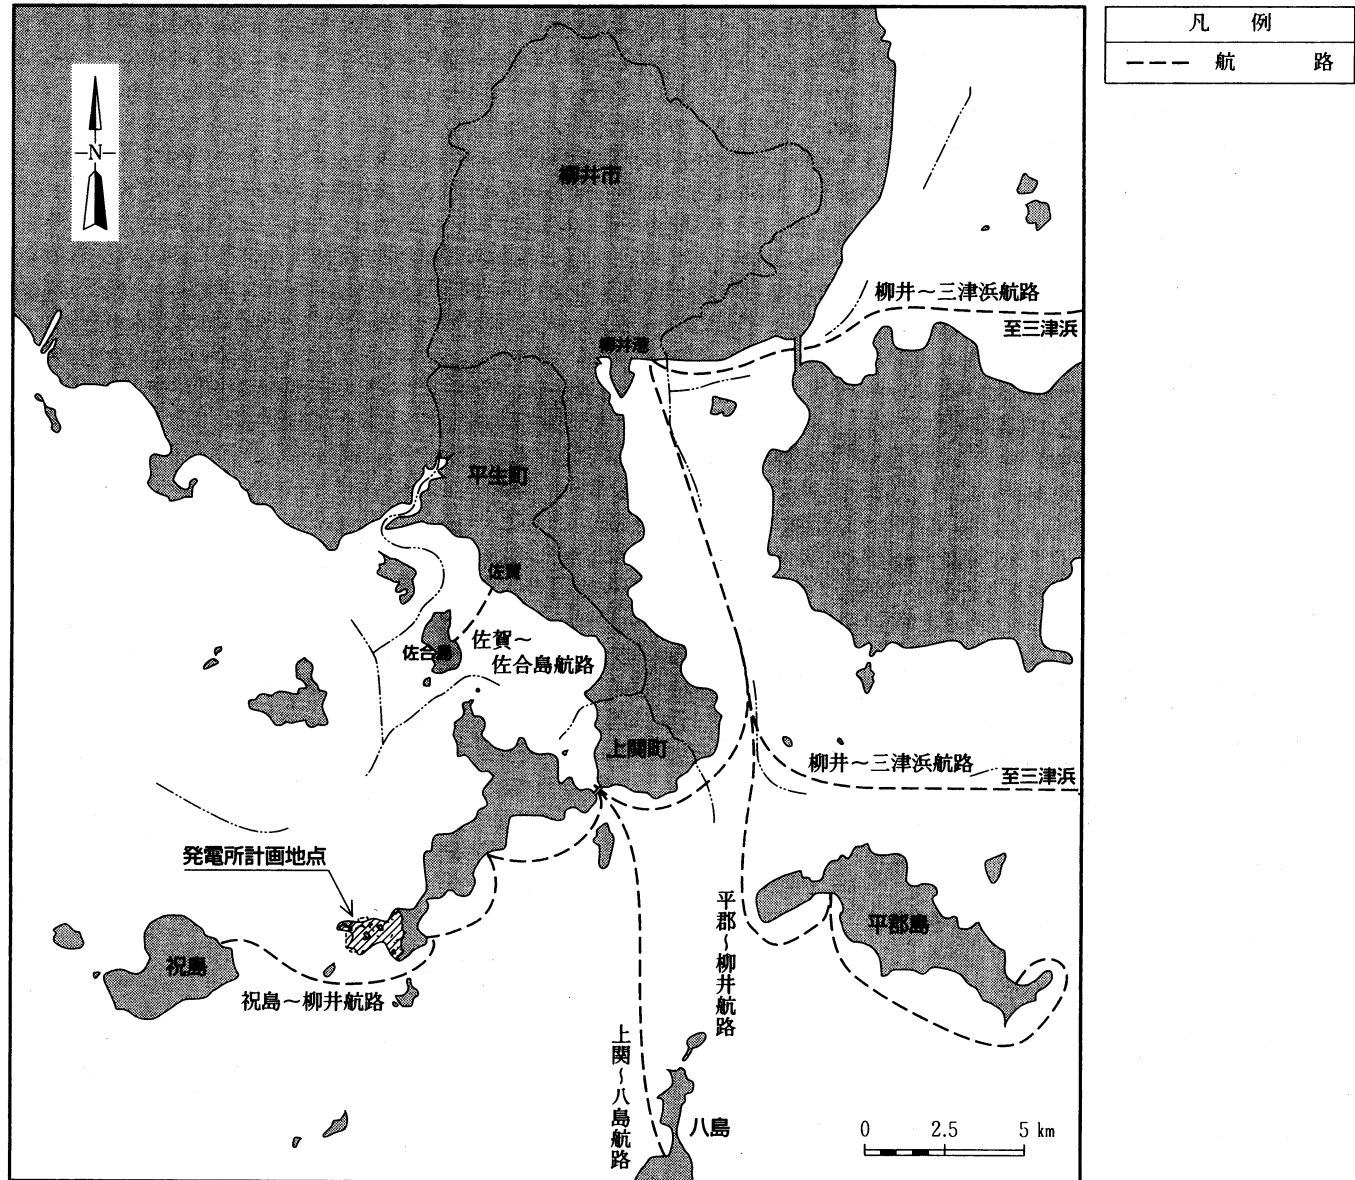 凡 例
航 路
N
柳井市
柳井～三津浜航路
至三津浜
柳井港
平生町
佐賀
佐合島
佐賀～
佐合島航路
上関町
柳井～三津浜航路
至三津浜
発電所計画地点
祝島
祝島～柳井航路
平郡～柳井航路
平郡島
上関～八島航路
八島
0 2.5 5 km